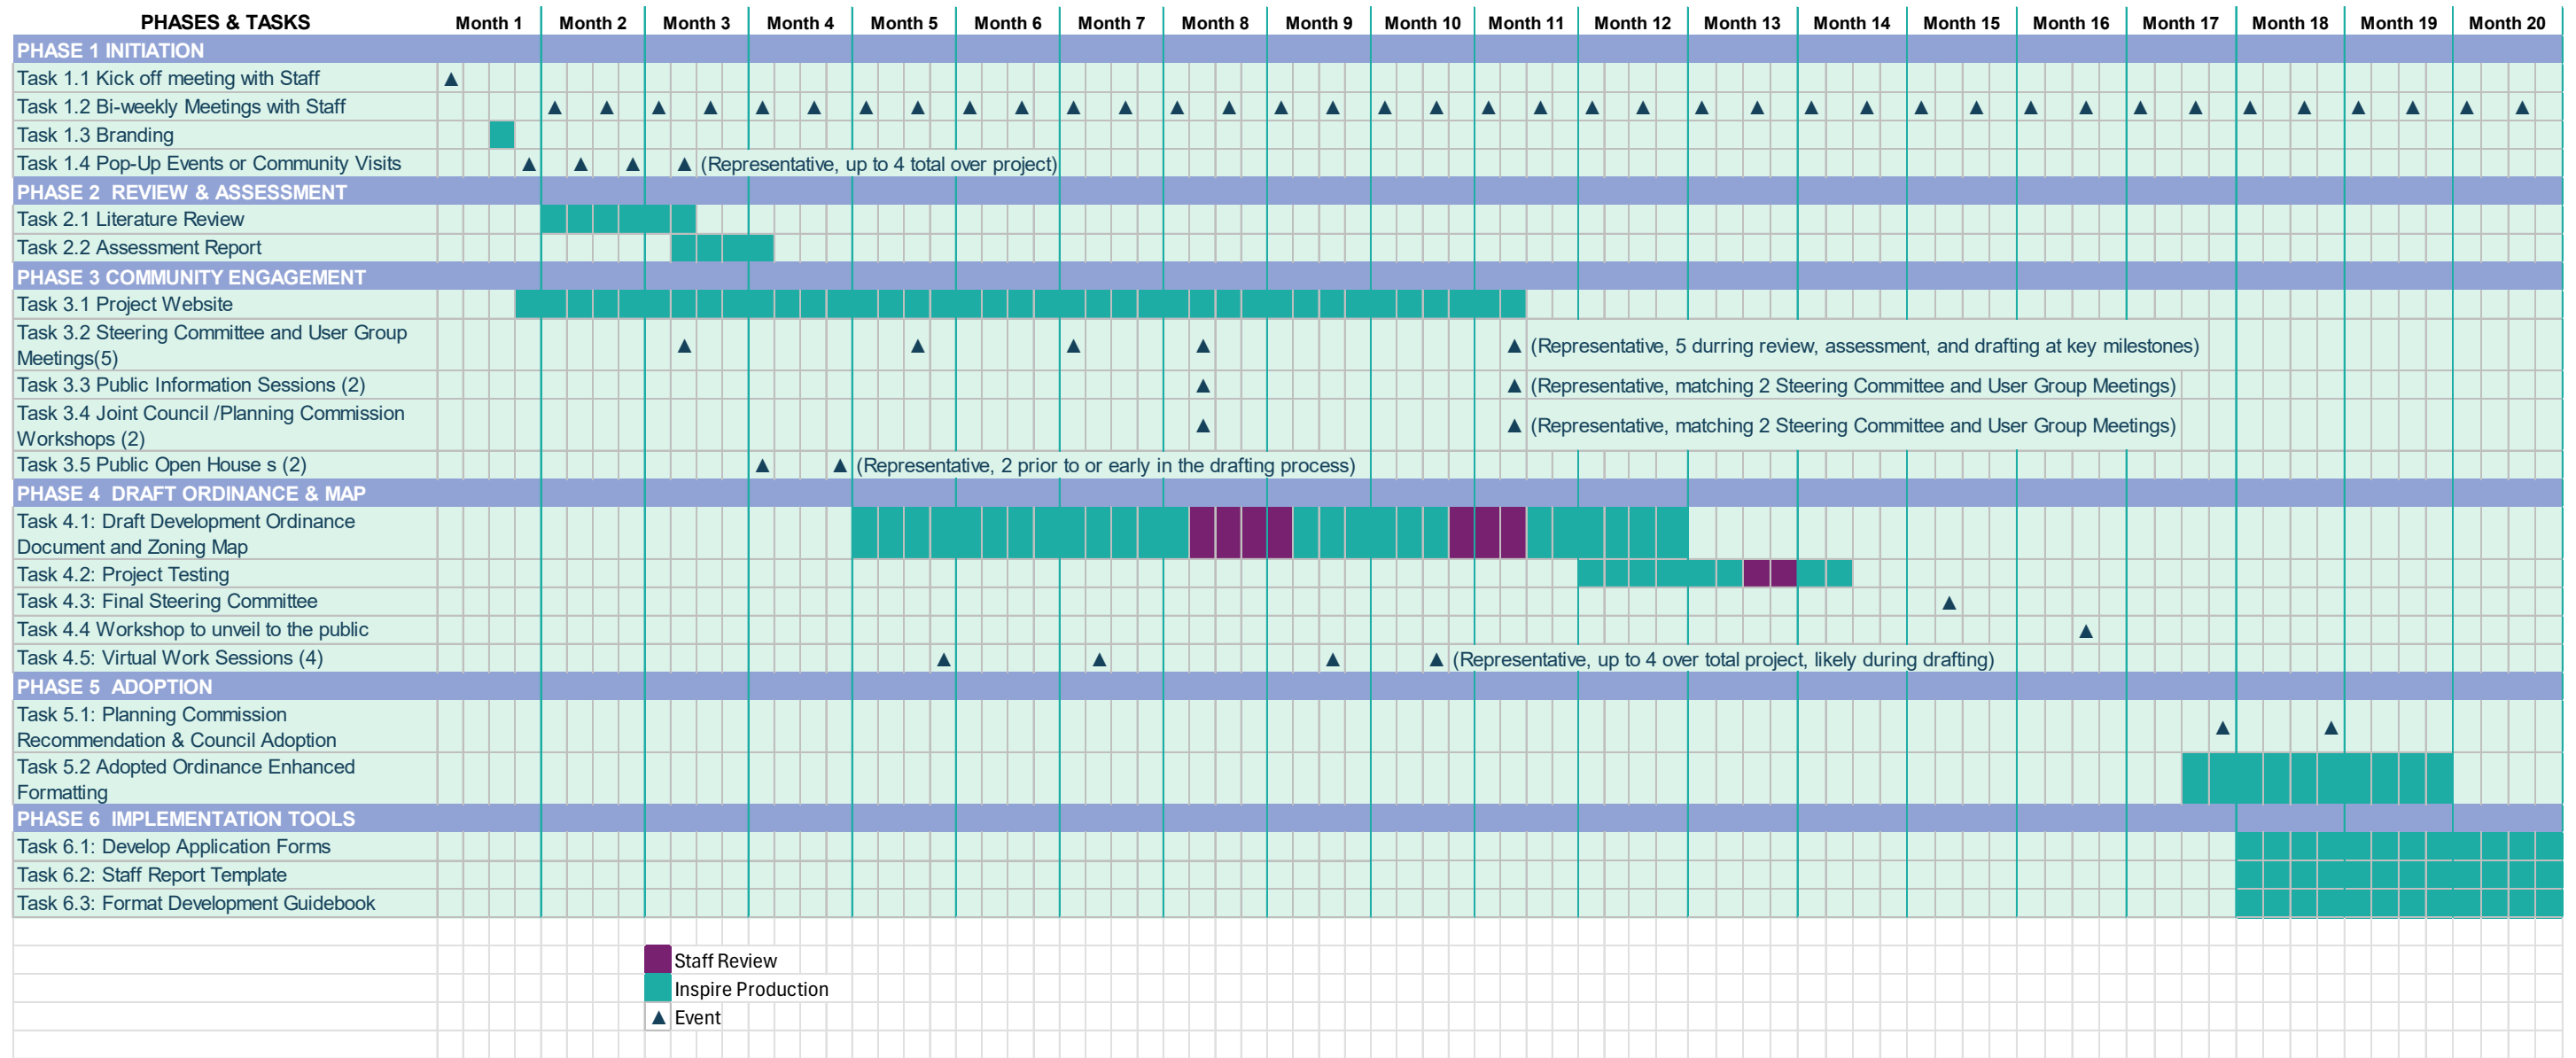 PHASES & TASKS Month 1 Month 2 Month 3 Month 4 Month 5 Month 6 Month 7 Month 8 Month 9 Month 10 Month 11 Month 12 Month 13 Month 14 Month 15 Month 16 Month 17 Month 18 Month 19 Month 20
PHASE 1 INITIATION
Task 1.1 Kick off meeting with Staff
Task 1.2 Bi-weekly Meetings with Staff
Task 1.3 Branding
Task 1.4 Pop-Up Events or Community Visits (Representative, up to 4 total over project)
PHASE 2 REVIEW & ASSESSMENT
Task 2.1 Literature Review
Task 2.2 Assessment Report
PHASE 3 COMMUNITY ENGAGEMENT
Task 3.1 Project Website
Task 3.2 Steering Committee and User Group
Meetings(5) (Representative, 5 durring review, assessment, and drafting at key milestones)
Task 3.3 Public Information Sessions (2) (Representative, matching 2 Steering Committee and User Group Meetings)
Task 3.4 Joint Council /Planning Commission
Workshops (2) (Representative, matching 2 Steering Committee and User Group Meetings)
Task 3.5 Public Open House s (2) (Representative, 2 prior to or early in the drafting process)
PHASE 4 DRAFT ORDINANCE & MAP
Task 4.1: Draft Development Ordinance
Document and Zoning Map
Task 4.2: Project Testing
Task 4.3: Final Steering Committee
Task 4.4 Workshop to unveil to the public
Task 4.5: Virtual Work Sessions (4) (Representative, up to 4 over total project, likely during drafting)
PHASE 5 ADOPTION
Task 5.1: Planning Commission
Recommendation & Council Adoption
Task 5.2 Adopted Ordinance Enhanced
Formatting
PHASE 6 IMPLEMENTATION TOOLS
Task 6.1: Develop Application Forms
Task 6.2: Staff Report Template
Task 6.3: Format Development Guidebook
Staff Review
Inspire Production
Event